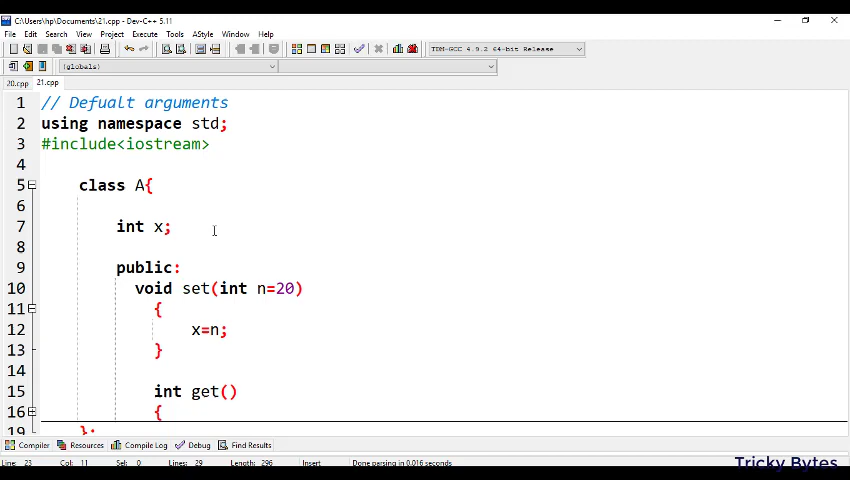 C:\Users\hp\Documents\21.cpp - Dev-C++ 5.11
File Edit Search View Project Execute Tools AStyle Window Help
TDM-GCC 4.9.2 64-bit Release
(globals)
20.cpp 21.cpp
1 // Defualt arguments
2 using namespace std;
3 #include<iostream>
4
5 class A{
6
7 int x;
8
9 public:
10 void set(int n=20)
11 {
12 x=n;
13 }
14
15 int get()
16 {
19 };
Compiler Resources Compile Log Debug Find Results
Line: 23 Col: 11 Sel: 0 Lines: 29 Length: 296 Insert Done parsing in 0.016 seconds
Tricky Bytes